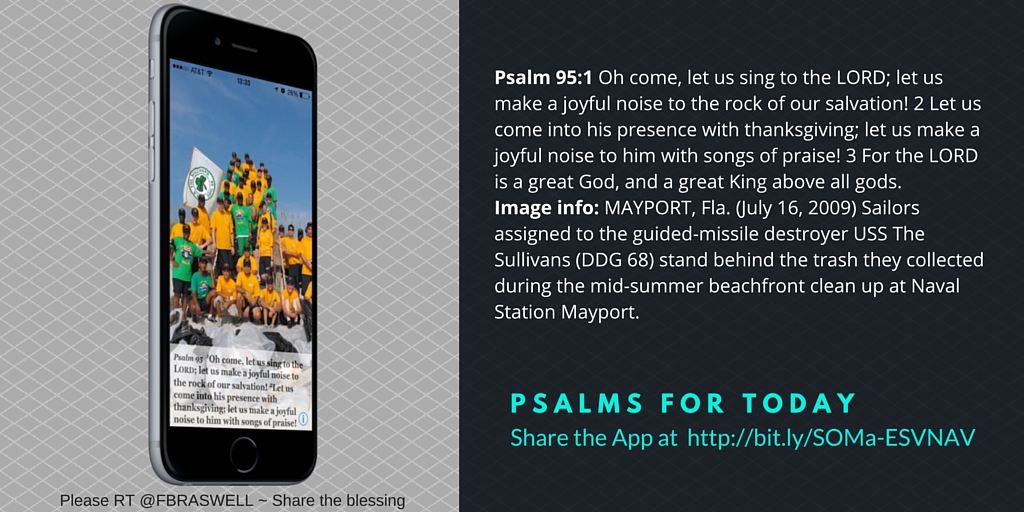 AT&T
13:33
28%
Psalm 95 ¹Oh come, let us sing to the
LORD; let us make a joyful noise to
the rock of our salvation! ²Let us
come into his presence with
thanksgiving; let us make a joyful
noise to him with songs of praise!
Please RT @FBRASWELL ~ Share the blessing
Psalm 95:1 Oh come, let us sing to the LORD; let us
make a joyful noise to the rock of our salvation! 2 Let us
come into his presence with thanksgiving; let us make a
joyful noise to him with songs of praise! 3 For the LORD
is a great God, and a great King above all gods.
Image info: MAYPORT, Fla. (July 16, 2009) Sailors
assigned to the guided-missile destroyer USS The
Sullivans (DDG 68) stand behind the trash they collected
during the mid-summer beachfront clean up at Naval
Station Mayport.
PSALMS FOR TODAY
Share the App at http://bit.ly/SOMa-ESVNAV